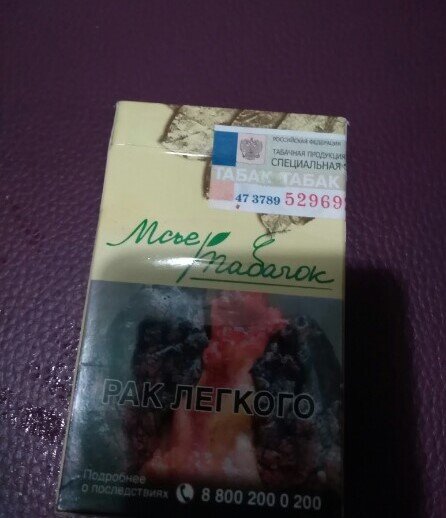 РОССИЙСКАЯ ФЕДЕРАЦИЯ
ТАБАЧНАЯ ПРОДУКЦИЯ
СПЕЦИАЛЬНАЯ
ТАБАК ТАБАК
47 3789 52969
Мсье табачок
РАК ЛЕГКОГО
Подробнее
о последствиях 8 800 200 0 200